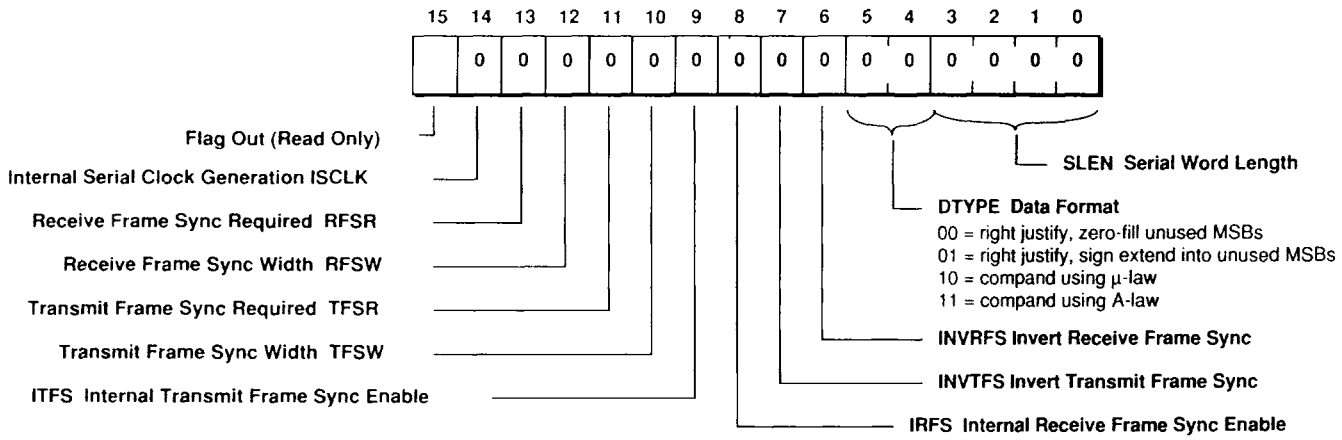 15 14 13 12 11 10 9 8 7 6 5 4 3 2 1 0
0 0 0 0 0 0 0 0 0 0 0 0 0 0 0
Flag Out (Read Only)
Internal Serial Clock Generation ISCLK
Receive Frame Sync Required RFSR
Receive Frame Sync Width RFSW
Transmit Frame Sync Required TFSR
Transmit Frame Sync Width TFSW
ITFS Internal Transmit Frame Sync Enable
SLEN Serial Word Length
DTYPE Data Format
00 = right justify, zero-fill unused MSBs
01 = right justify, sign extend into unused MSBs
10 = compand using µ-law
11 = compand using A-law
INVRFS Invert Receive Frame Sync
INVTFS Invert Transmit Frame Sync
IRFS Internal Receive Frame Sync Enable